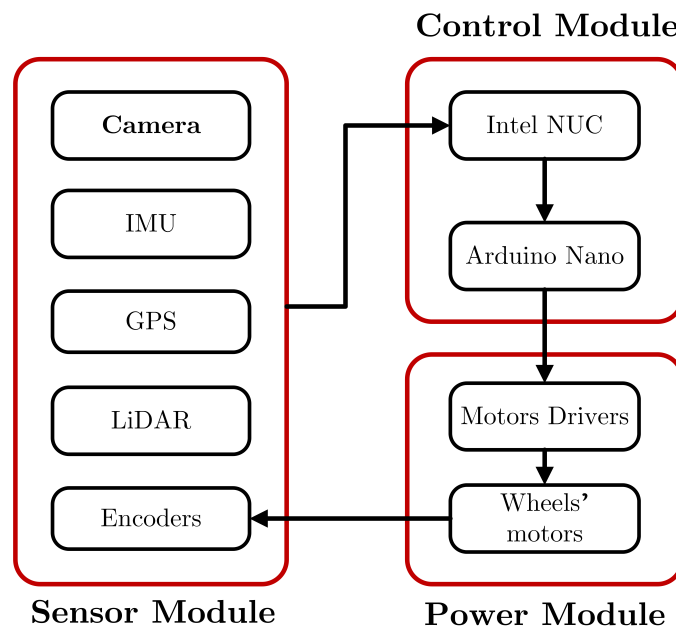 Control Module
Camera
IMU
GPS
LiDAR
Encoders
Sensor Module
Intel NUC
Arduino Nano
Motors Drivers
Wheels'
motors
Power Module